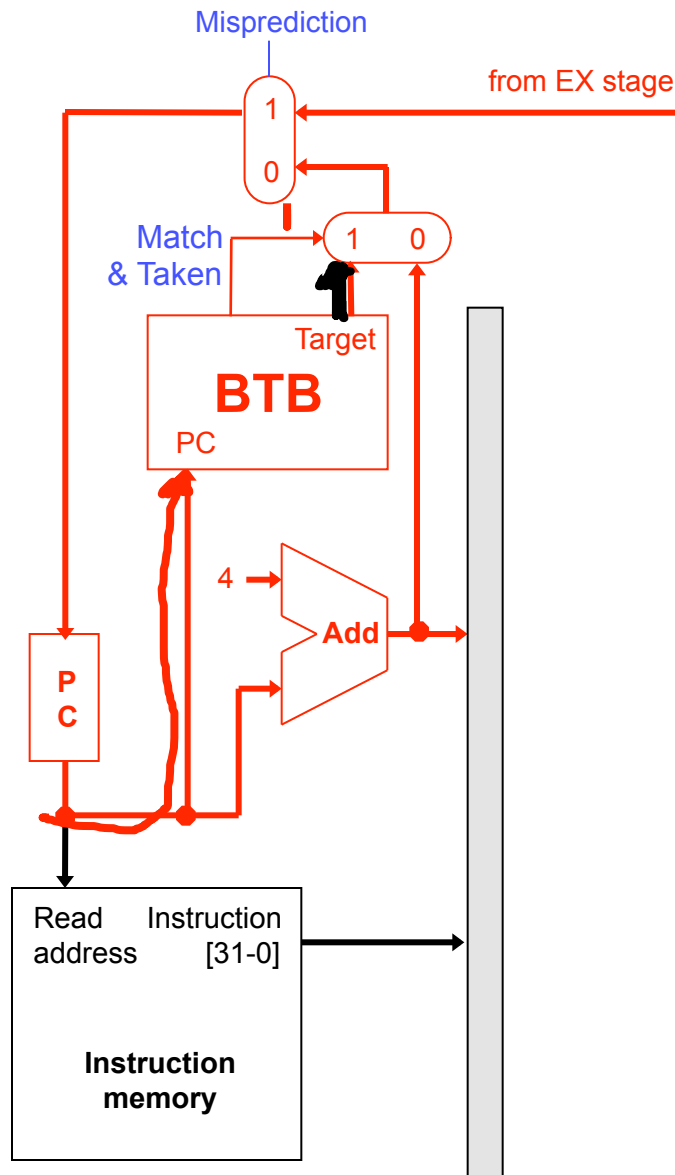 Misprediction
from EX stage
1
0
Match
& Taken
1 0
Target
BTB
PC
4
Add
P
C
Read Instruction
address [31-0]
Instruction
memory